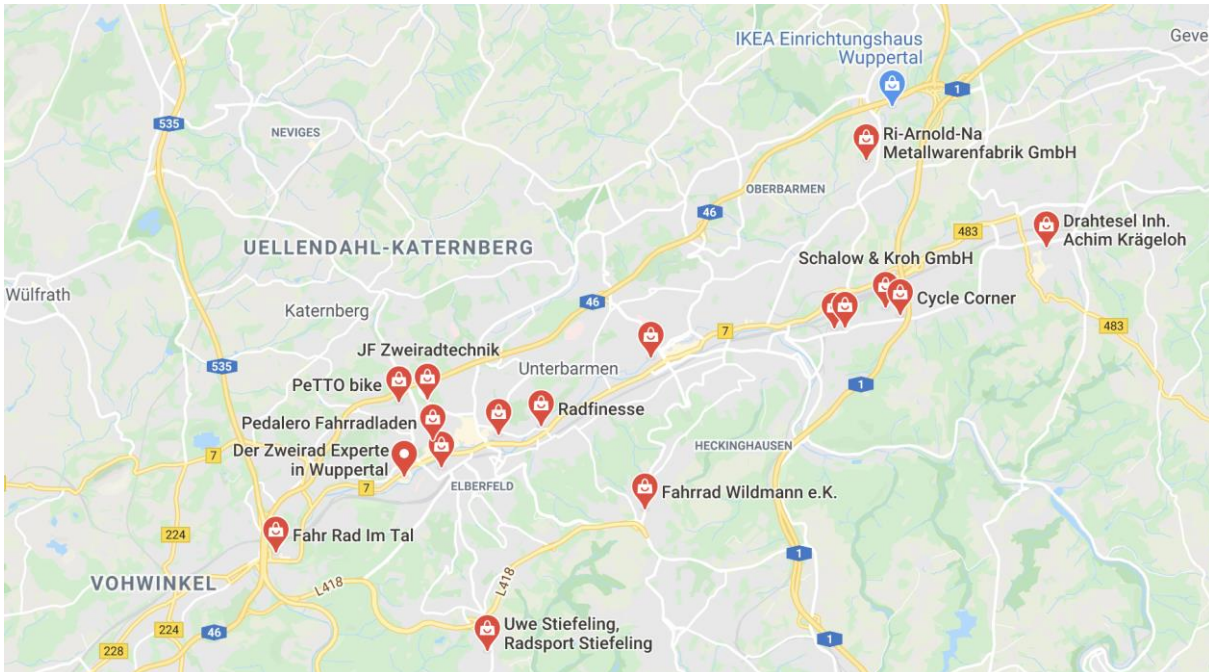 IKEA Einrichtungshaus
Wuppertal
Geve
1
535
Ri-Arnold-Na
Metallwarenfabrik GmbH
NEVIGES
OBERBARMEN
46
Drahtesel Inh.
Achim Krägeloh
483
UELLENDAHL-KATERNBERG
Schalow & Kroh GmbH
Wülfrath
46
Cycle Corner
Katernberg
483
7
JF Zweiradtechnik
535
Unterbarmen
PeTTO bike
1
Radfinesse
Pedalero Fahrradladen
HECKINGHAUSEN
Der Zweirad Experte
in Wuppertal
7
7
ELBERFELD
Fahrrad Wildmann e.K.
224
Fahr Rad Im Tal
1
VOHWINKEL
L418
L418
Uwe Stiefeling,
Radsport Stiefeling
224
46
1
228